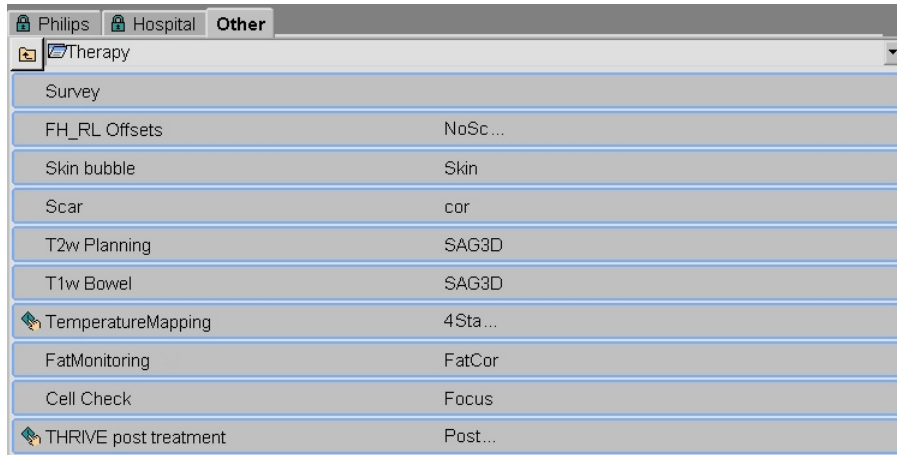 Philips Hospital Other
Therapy
Survey
FH_RL Offsets NoSc...
Skin bubble Skin
Scar cor
T2w Planning SAG3D
T1w Bowel SAG3D
TemperatureMapping 4Sta...
FatMonitoring FatCor
Cell Check Focus
THRIVE post treatment Post...